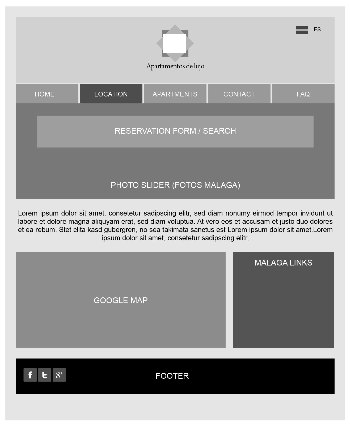 ES
Apartamentos de lujo
HOME
LOCATION
APARTMENTS
CONTACT
FAQ
RESERVATION FORM / SEARCH
PHOTO SLIDER (FOTOS MALAGA)
Lorem ipsum dolor sit amet, consetetur sadipscing elitr, sed diam nonumy eirmod tempor invidunt ut
labore et dolore magna aliquyam erat, sed diam voluptua. At vero eos et accusam et justo duo dolores
et ea rebum. Stet clita kasd gubergren, no sea takimata sanctus est Lorem ipsum dolor sit amet.Lorem
ipsum dolor sit amet, consetetur sadipscing elitr,
GOOGLE MAP
MALAGA LINKS
FOOTER